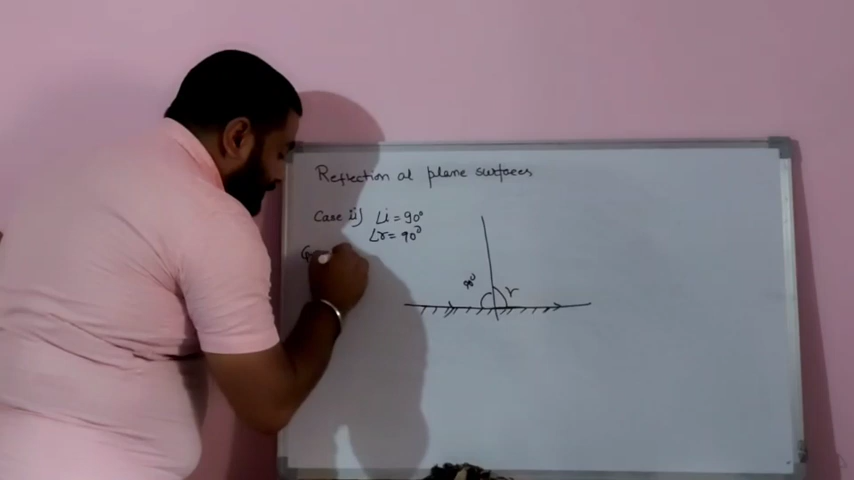 Reflection at plane surfaces
Case ii) ∠i = 90°
∠r = 90°
90°
r